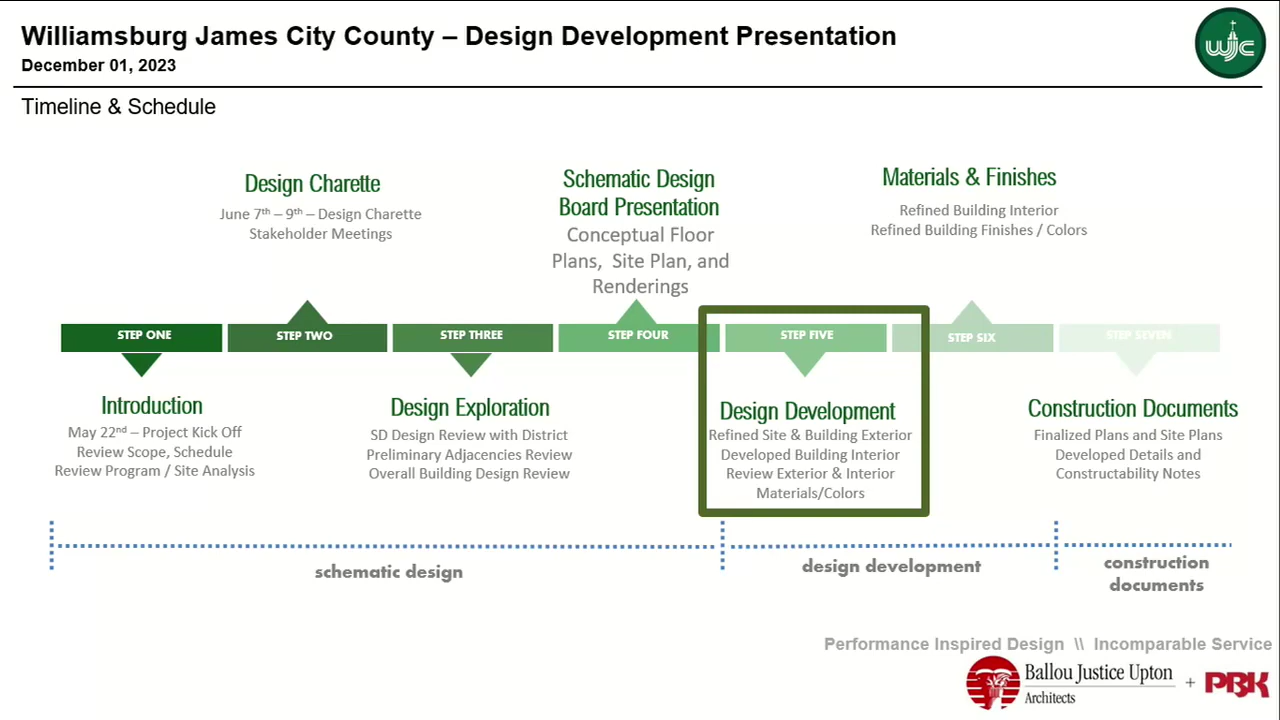 Williamsburg James City County – Design Development Presentation
December 01, 2023
WJC
Timeline & Schedule
Design Charette
June 7th – 9th – Design Charette
Stakeholder Meetings
Schematic Design
Board Presentation
Conceptual Floor
Plans, Site Plan, and
Renderings
Materials & Finishes
Refined Building Interior
Refined Building Finishes / Colors
STEP ONE
STEP TWO
STEP THREE
STEP FOUR
STEP FIVE
STEP SIX
STEP SEVEN
Introduction
May 22nd – Project Kick Off
Review Scope, Schedule
Review Program / Site Analysis
Design Exploration
SD Design Review with District
Preliminary Adjacencies Review
Overall Building Design Review
Design Development
Refined Site & Building Exterior
Developed Building Interior
Review Exterior & Interior
Materials/Colors
Construction Documents
Finalized Plans and Site Plans
Developed Details and
Constructability Notes
schematic design
design development
construction
documents
Performance Inspired Design \\ Incomparable Service
Ballou Justice Upton
Architects
+
PBK